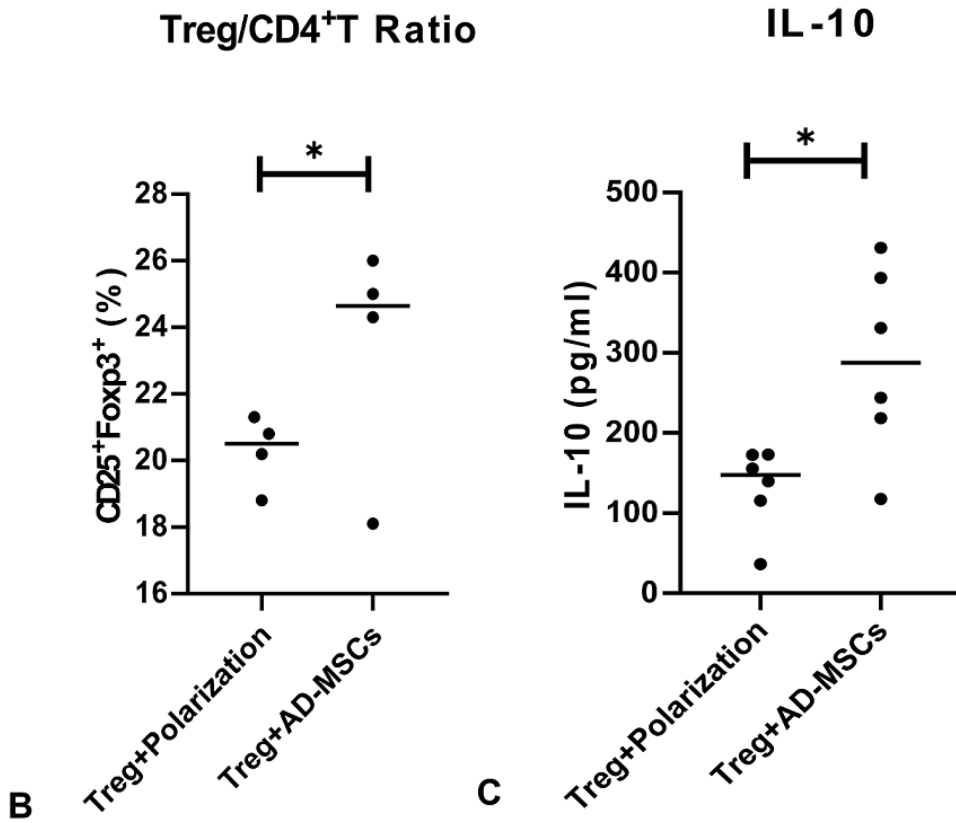 Treg/CD4⁺T Ratio
*
CD25⁺Foxp3⁺ (%)
28
26
24
22
20
18
16
Treg+Polarization
Treg+AD-MSCs
B
IL-10
*
IL-10 (pg/ml)
500
400
300
200
100
0
Treg+Polarization
Treg+AD-MSCs
C